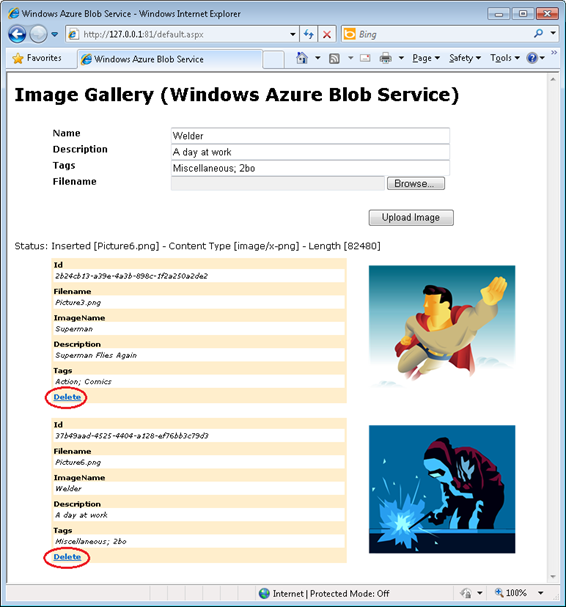 Windows Azure Blob Service - Windows Internet Explorer
http://127.0.0.1:81/default.aspx
Bing
Favorites
Windows Azure Blob Service
Page
Safety
Tools
Image Gallery (Windows Azure Blob Service)
Name
Welder
Description
A day at work
Tags
Miscellaneous; 2bo
Filename
Browse...
Upload Image
Status: Inserted [Picture6.png] - Content Type [image/x-png] - Length [82480]
Id
2b24cb13-a39e-4a3b-898c-1f2a250a2de2
Filename
Picture3.png
ImageName
Superman
Description
Superman Flies Again
Tags
Action; Comics
Delete
Id
37b49aad-4525-4404-a128-ef76bb3c79d3
Filename
Picture6.png
ImageName
Welder
Description
A day at work
Tags
Miscellaneous; 2bo
Delete
Internet | Protected Mode: Off
100%